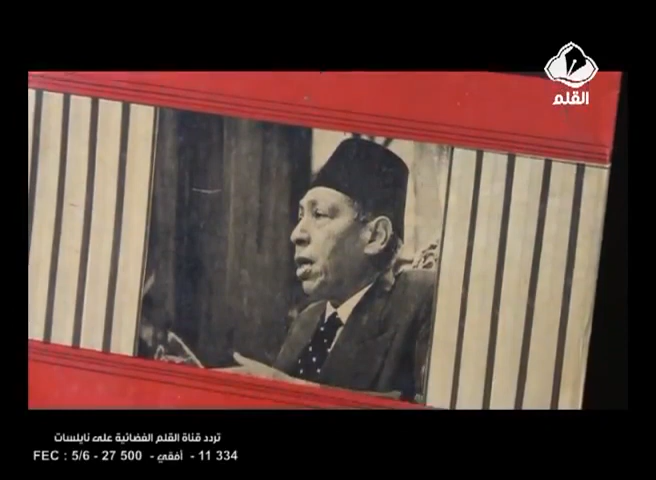 القلم
تردد قناة القلم الفضائية على نايلسات
FEC : 5/6 - 27 500 - أفقي - 11 334